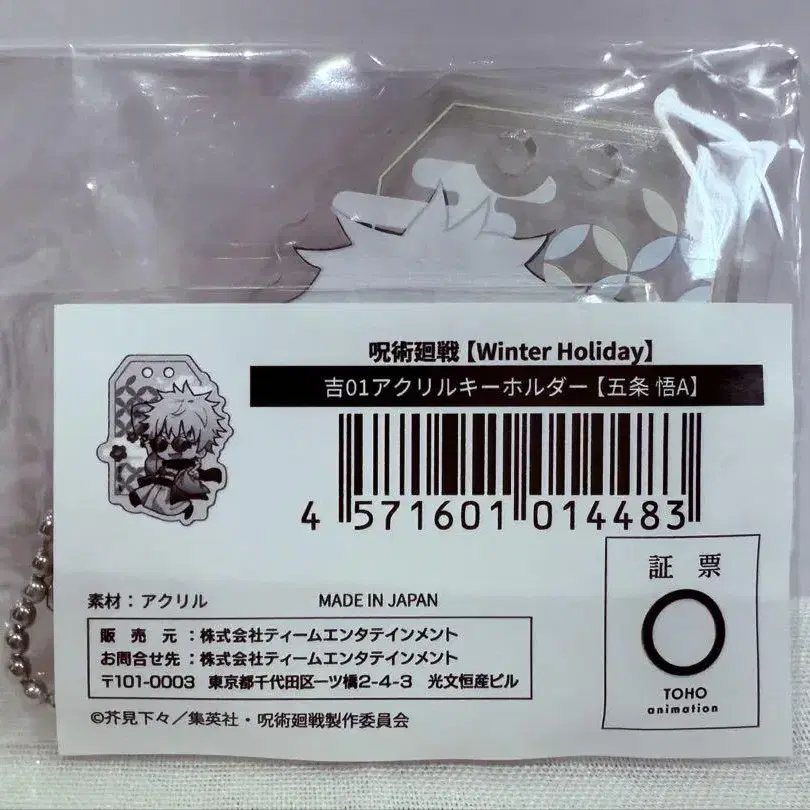 呪術廻戦【Winter Holiday】
吉01アクリルキーホルダー【五条 悟A】
4 571601 014483
証 票
素材：アクリル MADE IN JAPAN
販 売 元 ：株式会社ティームエンタテインメント
お問合せ先 ：株式会社ティームエンタテインメント
〒101-0003 東京都千代田区一ツ橋2-4-3 光文恒産ビル
TOHO
animation
©芥見下々／集英社・呪術廻戦製作委員会